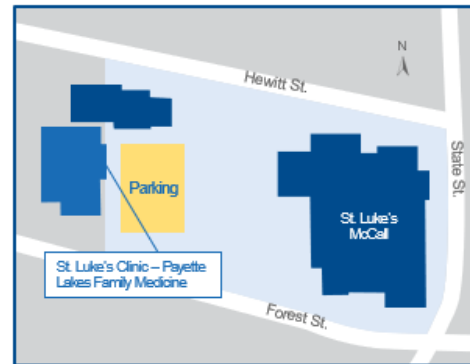 N
Hewitt St.
State St.
Parking
St. Luke's
McCall
St. Luke's Clinic – Payette
Lakes Family Medicine
Forest St.